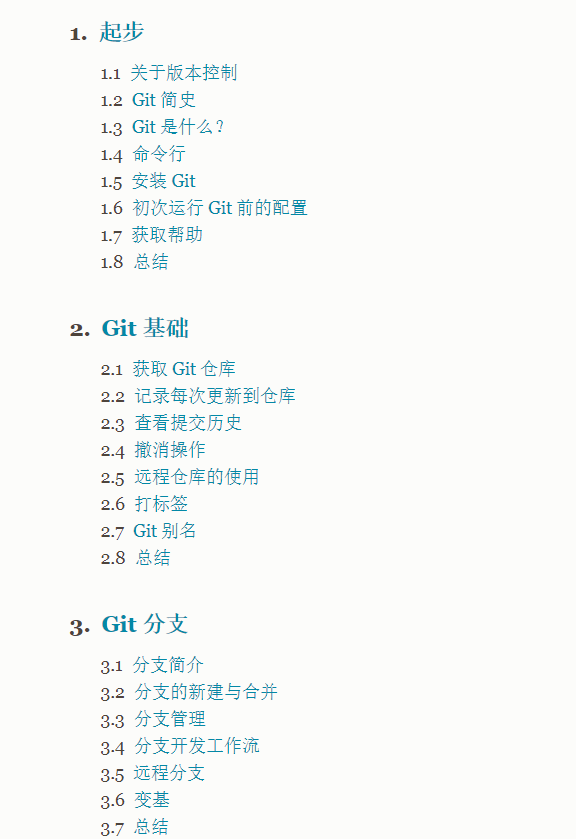 1. 起步
1.1 关于版本控制
1.2 Git 简史
1.3 Git 是什么？
1.4 命令行
1.5 安装 Git
1.6 初次运行 Git 前的配置
1.7 获取帮助
1.8 总结
2. Git 基础
2.1 获取 Git 仓库
2.2 记录每次更新到仓库
2.3 查看提交历史
2.4 撤消操作
2.5 远程仓库的使用
2.6 打标签
2.7 Git 别名
2.8 总结
3. Git 分支
3.1 分支简介
3.2 分支的新建与合并
3.3 分支管理
3.4 分支开发工作流
3.5 远程分支
3.6 变基
3.7 总结